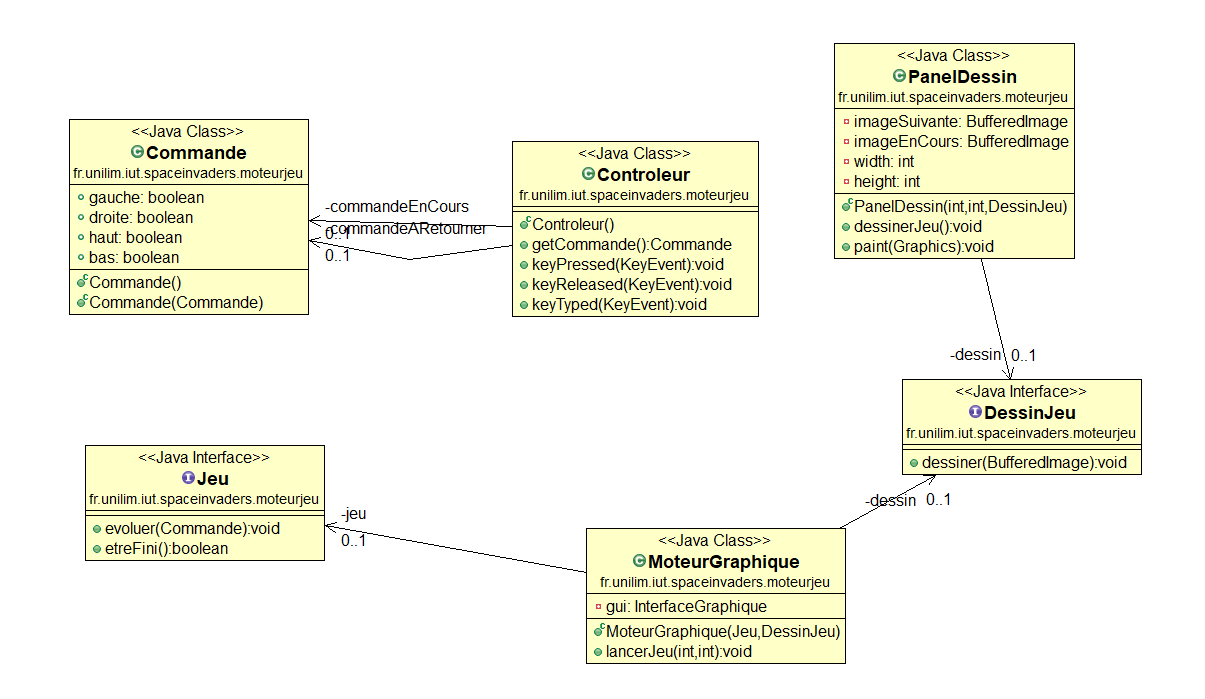 <<Java Class>>
PanelDessin
fr.unilim.iut.spaceinvaders.moteurjeu
imageSuivante: BufferedImage
imageEnCours: BufferedImage
width: int
height: int
PanelDessin(int,int,DessinJeu)
dessinerJeu():void
paint(Graphics):void
<<Java Class>>
Commande
fr.unilim.iut.spaceinvaders.moteurjeu
gauche: boolean
droite: boolean
haut: boolean
bas: boolean
Commande()
Commande(Commande)
-commandeEnCours
0..1
-commandeARetourner
0..1
<<Java Class>>
Controleur
fr.unilim.iut.spaceinvaders.moteurjeu
Controleur()
getCommande():Commande
keyPressed(KeyEvent):void
keyReleased(KeyEvent):void
keyTyped(KeyEvent):void
-dessin 0..1
<<Java Interface>>
DessinJeu
fr.unilim.iut.spaceinvaders.moteurjeu
dessiner(BufferedImage):void
-dessin 0..1
<<Java Interface>>
Jeu
fr.unilim.iut.spaceinvaders.moteurjeu
evoluer(Commande):void
etreFini():boolean
-jeu
0..1
<<Java Class>>
MoteurGraphique
fr.unilim.iut.spaceinvaders.moteurjeu
gui: InterfaceGraphique
MoteurGraphique(Jeu,DessinJeu)
lancerJeu(int,int):void